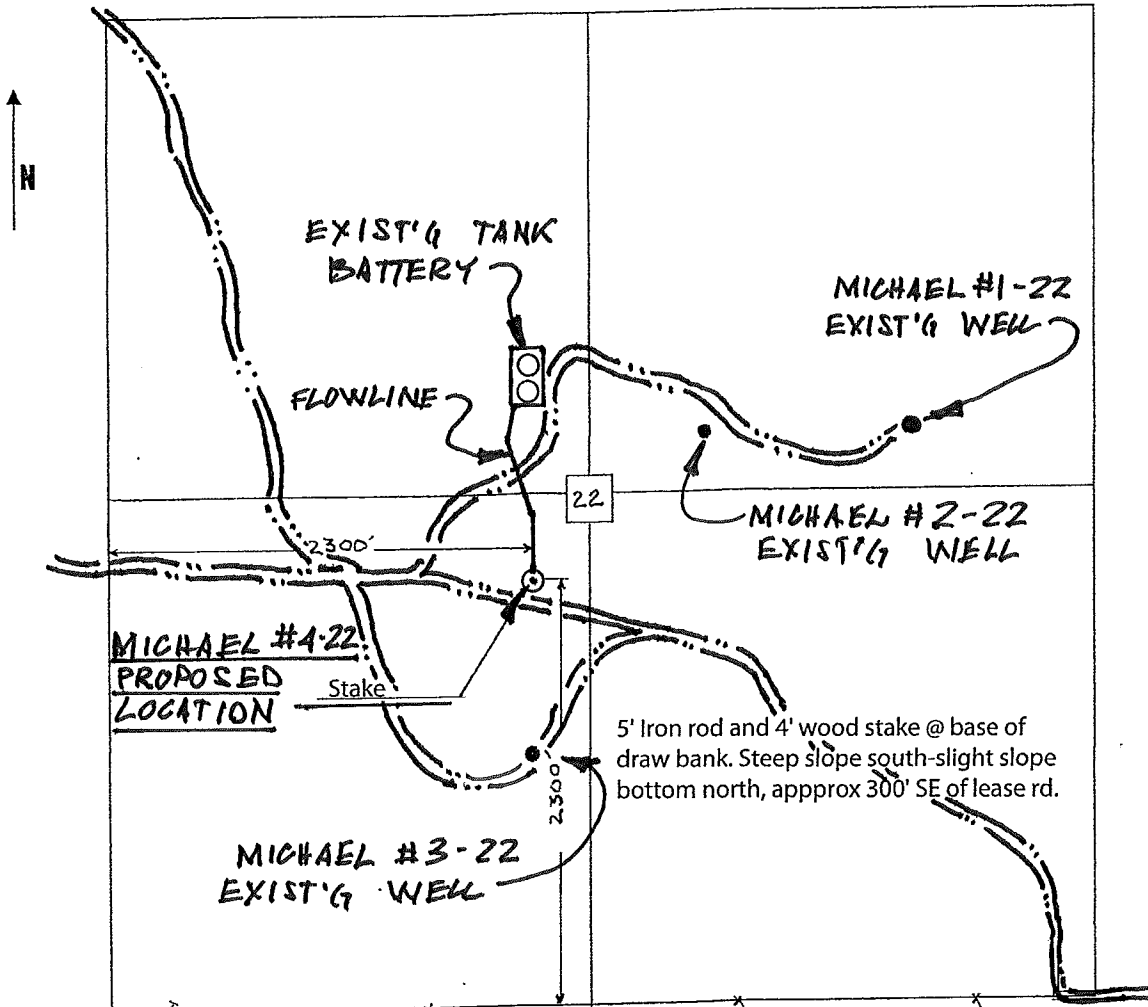 N
EXIST'G TANK
BATTERY
MICHAEL #1-22
EXIST'G WELL
FLOWLINE
22
MICHAEL #2-22
EXIST'G WELL
2300'
MICHAEL #4-22
PROPOSED
LOCATION
Stake
5' Iron rod and 4' wood stake @ base of
draw bank. Steep slope south-slight slope
bottom north, appprox 300' SE of lease rd.
2300'
MICHAEL #3-22
EXIST'G WELL